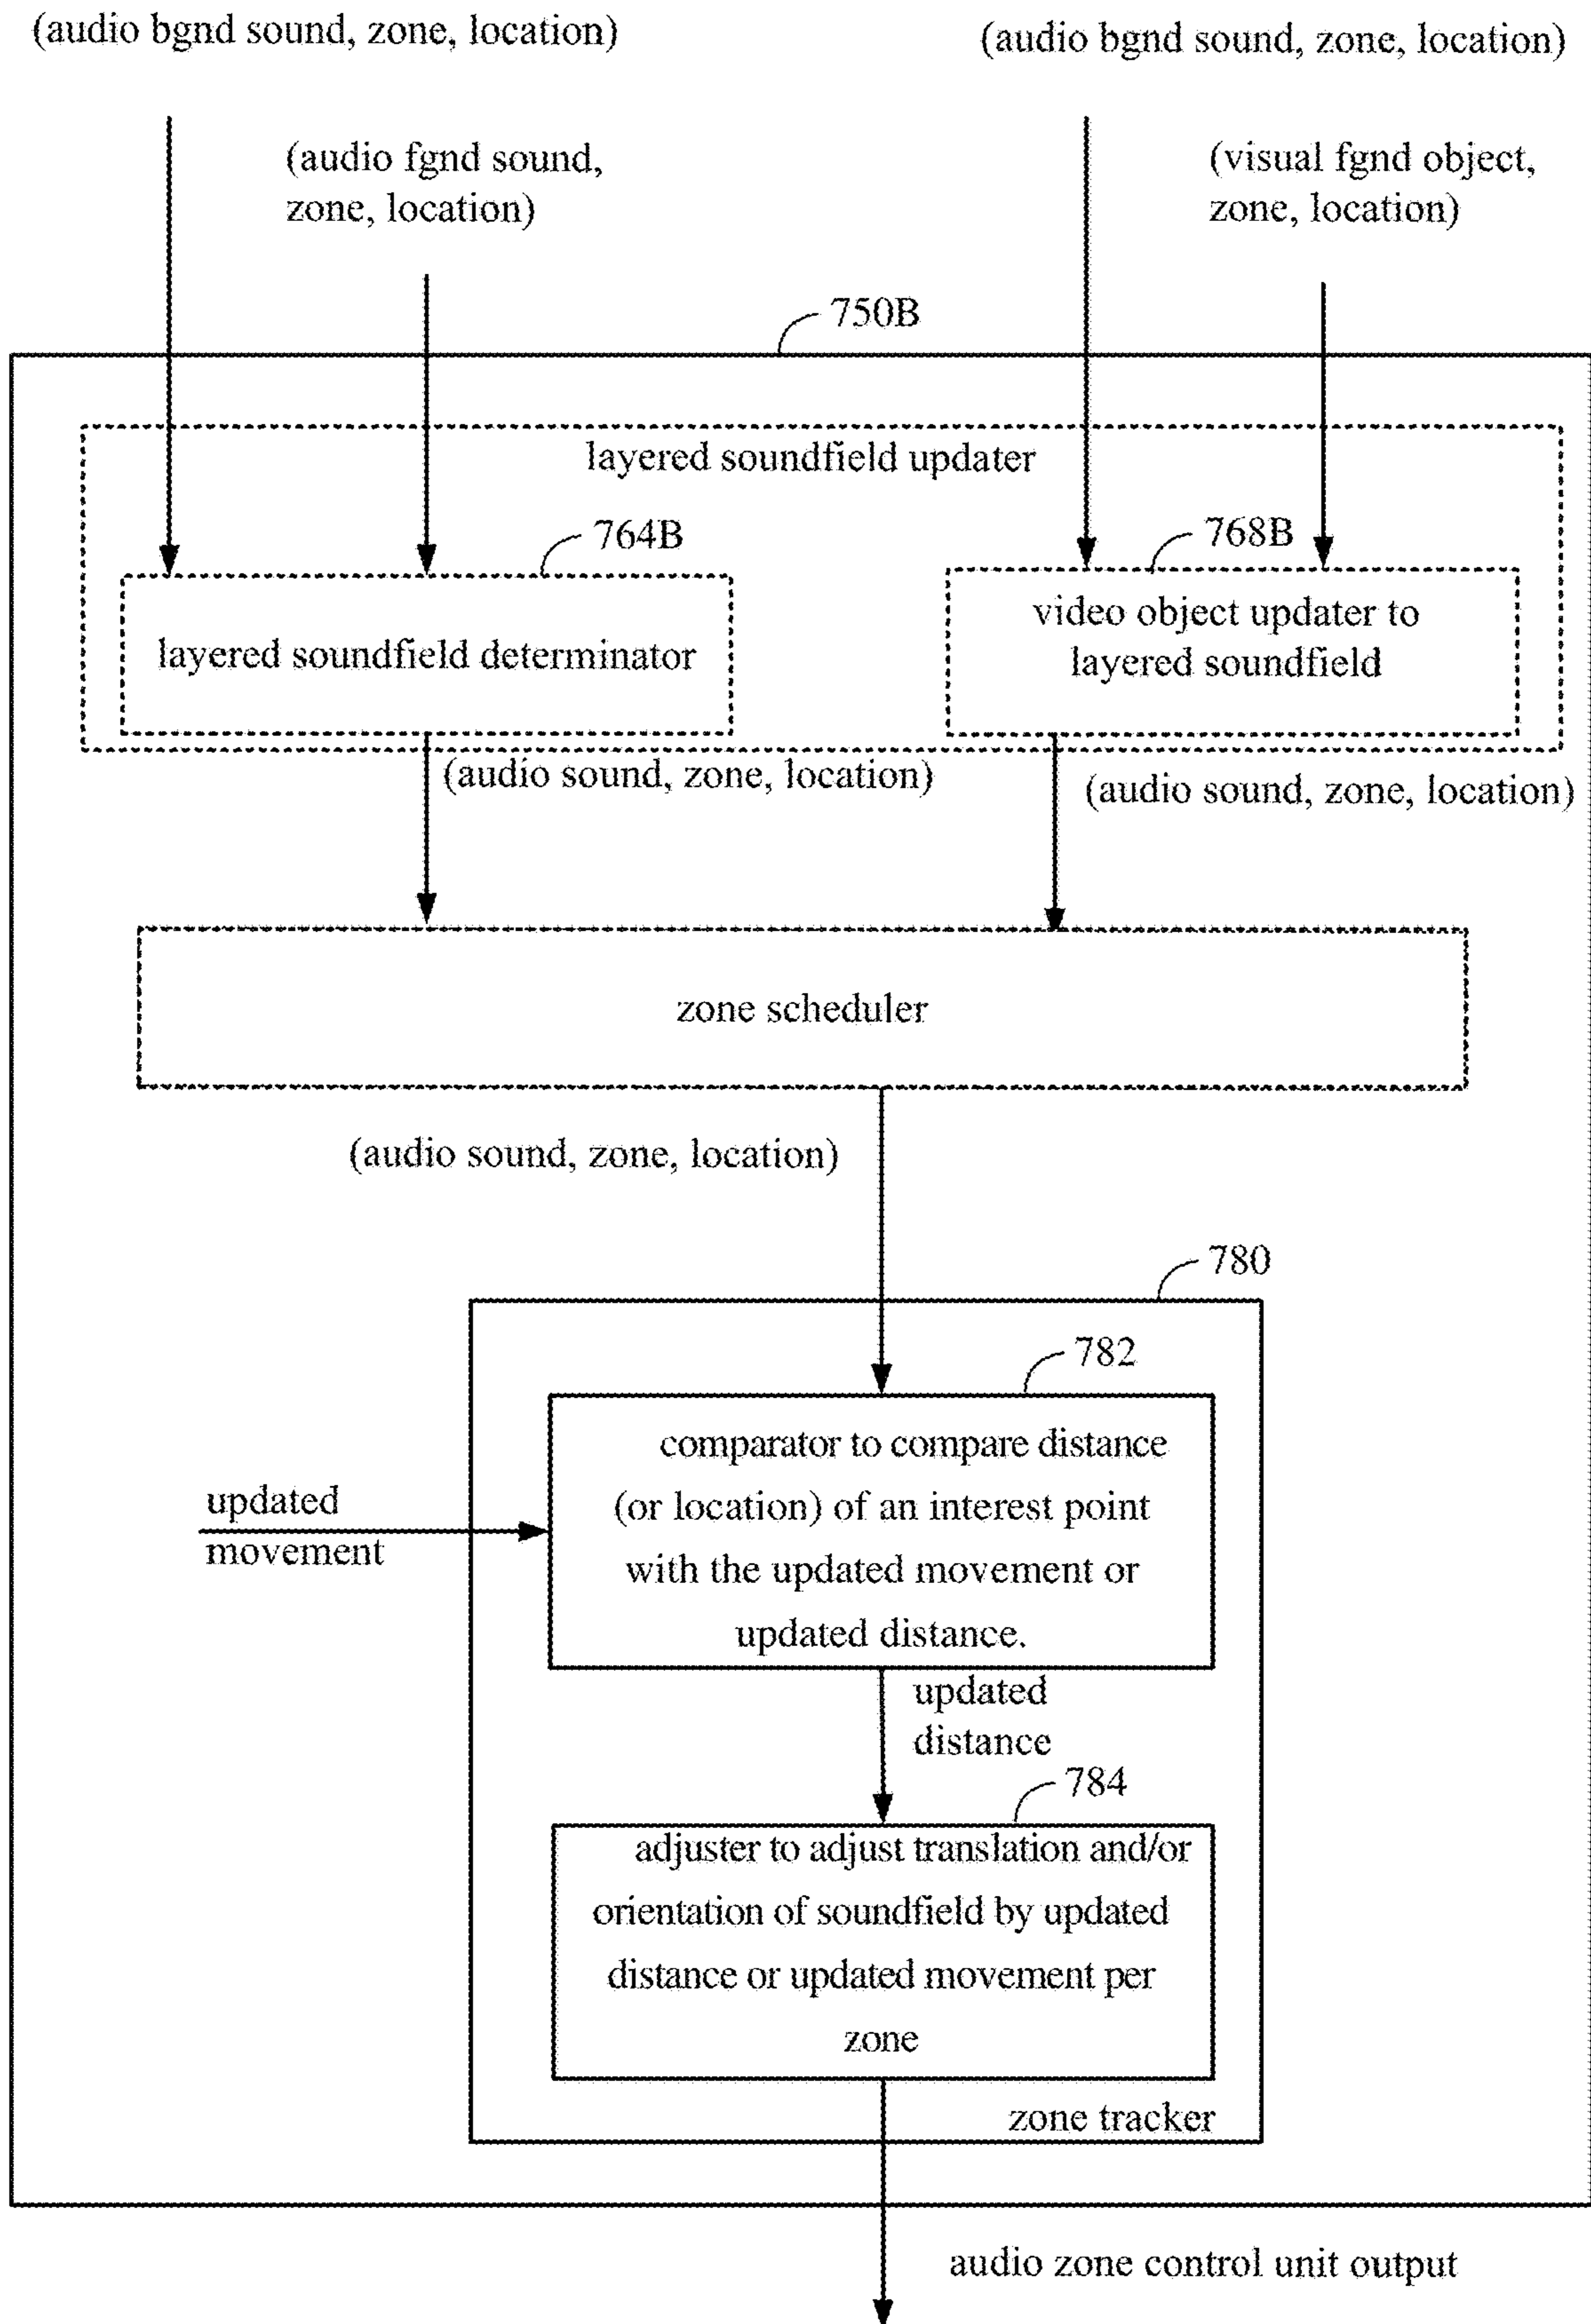 (audio bgnd sound, zone, location)
(audio bgnd sound, zone, location)
(audio fgnd sound,
zone, location)
(visual fgnd object,
zone, location)
750B
layered soundfield updater
764B
768B
layered soundfield determinator
video object updater to
layered soundfield
(audio sound, zone, location)
(audio sound, zone, location)
zone scheduler
(audio sound, zone, location)
780
782
comparator to compare distance
(or location) of an interest point
with the updated movement or
updated distance.
updated
movement
updated
distance
784
adjuster to adjust translation and/or
orientation of soundfield by updated
distance or updated movement per
zone
zone tracker
audio zone control unit output